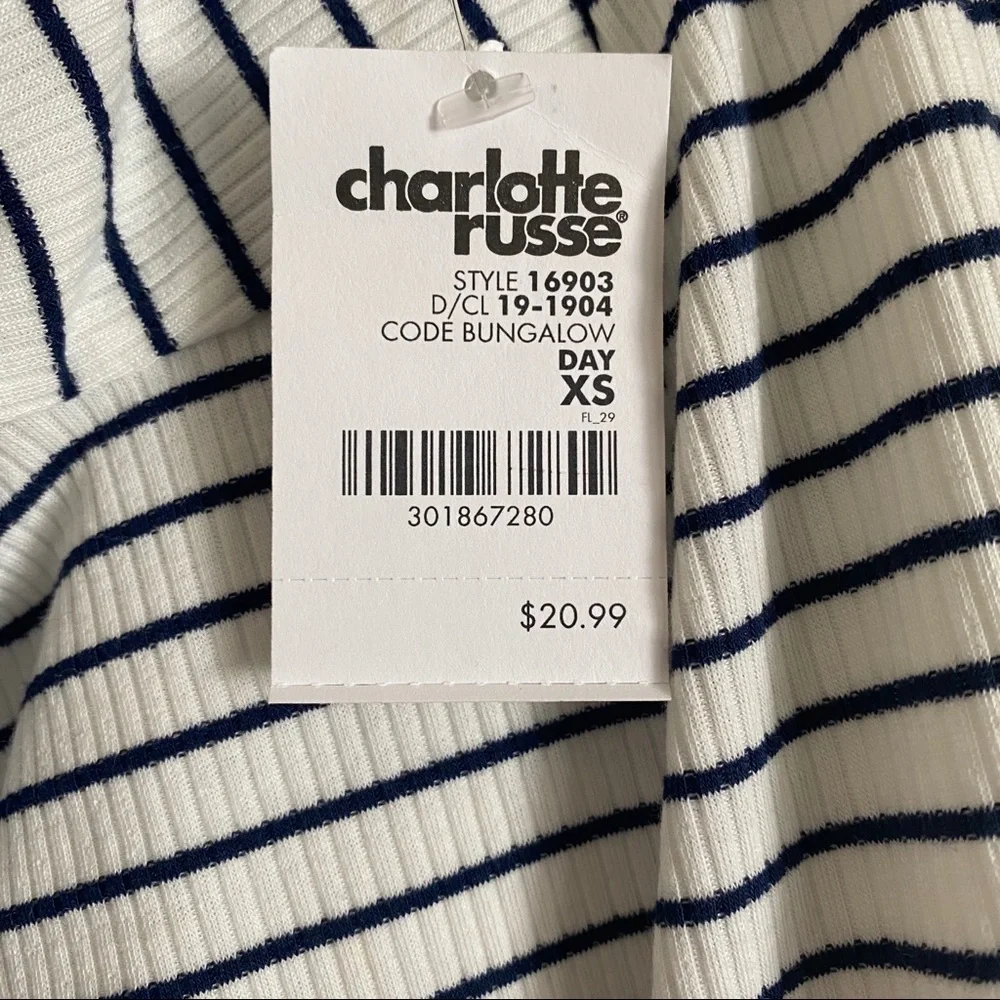 charlotte
russe®
STYLE 16903
D/CL 19-1904
CODE BUNGALOW
DAY
XS
FL_29
301867280
$20.99